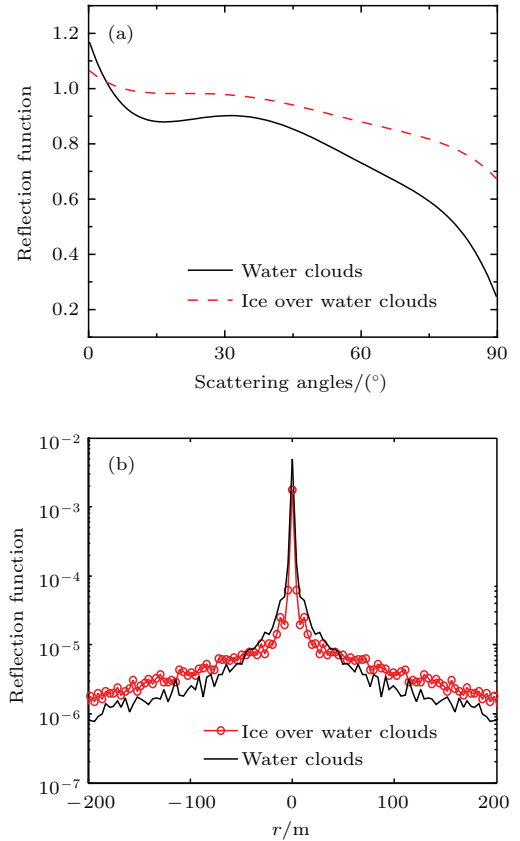 (a)
Reflection function
1.2
1.0
0.8
0.6
0.4
0.2
Water clouds
Ice over water clouds
0 30 60 90
Scattering angles/(°)
(b)
Reflection function
10⁻²
10⁻³
10⁻⁴
10⁻⁵
10⁻⁶
10⁻⁷
Ice over water clouds
Water clouds
−200 −100 0 100 200
r/m